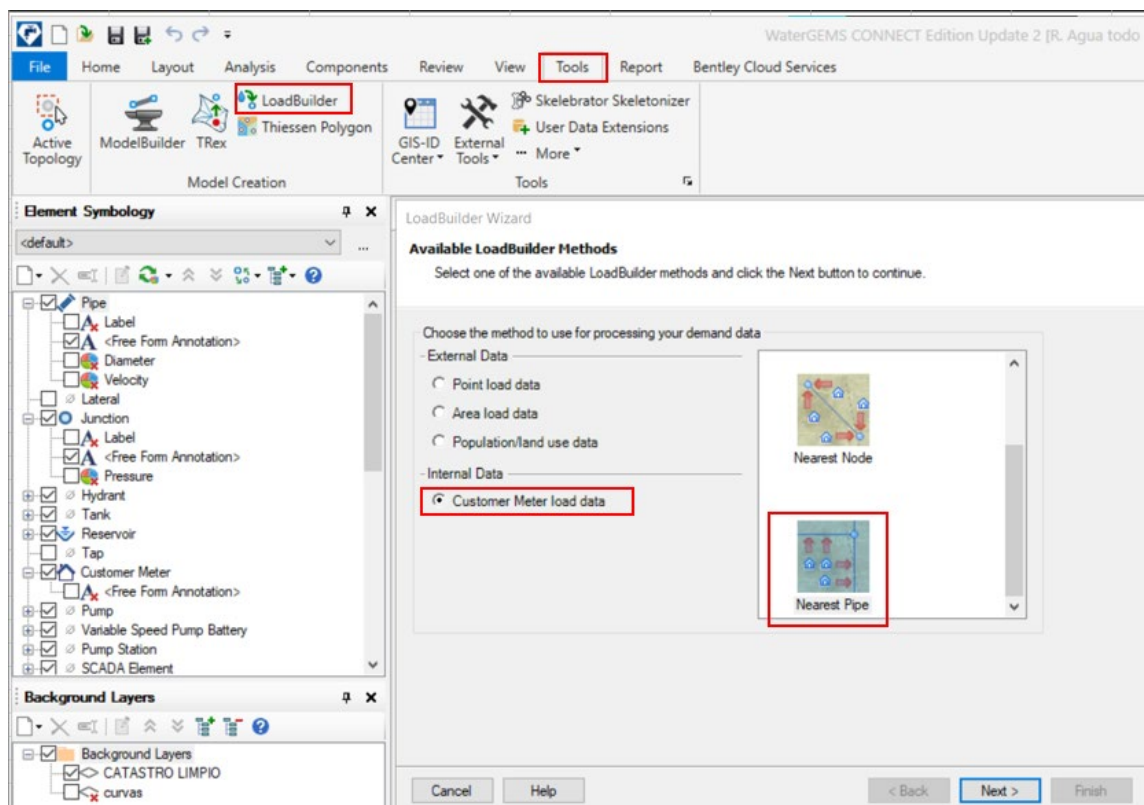 WaterGEMS CONNECT Edition Update 2 [R. Agua todo
File Home Layout Analysis Components Review View Tools Report Bentley Cloud Services
Active Topology
ModelBuilder
TRex
LoadBuilder
Thiessen Polygon
Model Creation
GIS-ID Center
External Tools
Skelebrator Skeletonizer
User Data Extensions
More
Tools
Element Symbology
<default>
...
Pipe
Label
<Free Form Annotation>
Diameter
Velocity
Lateral
Junction
Label
<Free Form Annotation>
Pressure
Hydrant
Tank
Reservoir
Tap
Customer Meter
<Free Form Annotation>
Pump
Variable Speed Pump Battery
Pump Station
SCADA Element
Background Layers
Background Layers
CATASTRO LIMPIO
curvas
LoadBuilder Wizard
Available LoadBuilder Methods
Select one of the available LoadBuilder methods and click the Next button to continue.
Choose the method to use for processing your demand data
External Data
Point load data
Area load data
Population/land use data
Internal Data
Customer Meter load data
Nearest Node
Nearest Pipe
Cancel Help < Back Next > Finish